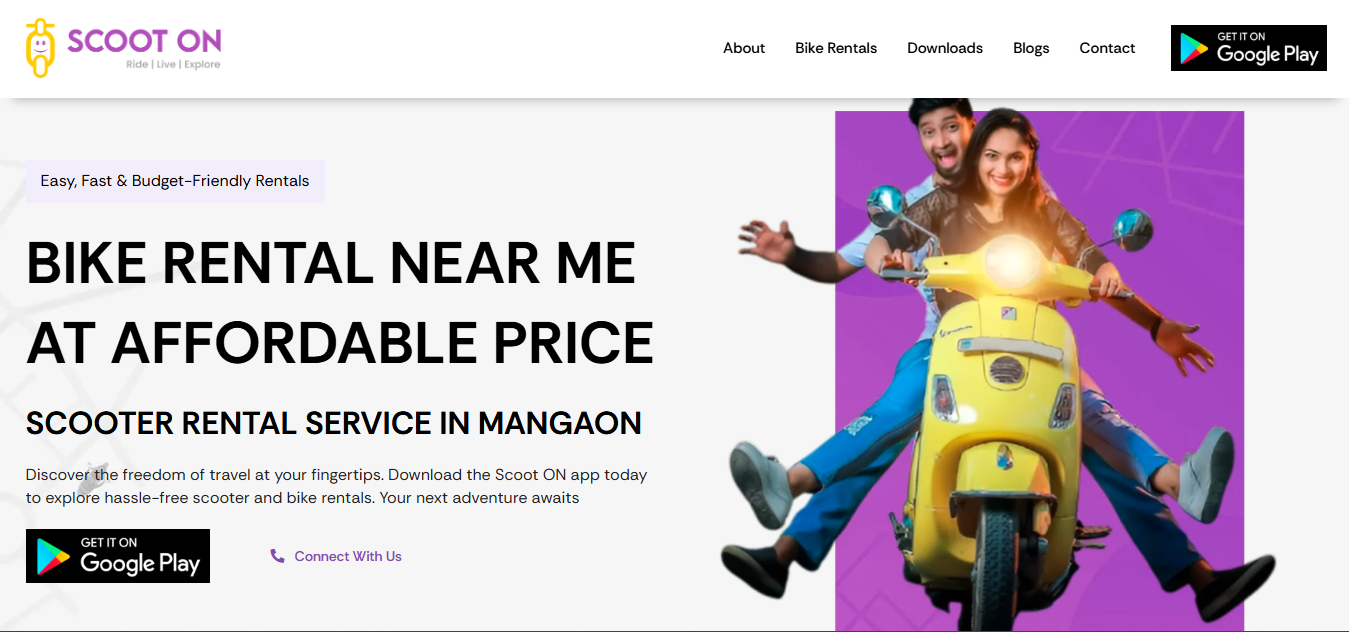 SCOOT ON
Ride | Live | Explore
About
Bike Rentals
Downloads
Blogs
Contact
GET IT ON
Google Play
Easy, Fast & Budget-Friendly Rentals
BIKE RENTAL NEAR ME
AT AFFORDABLE PRICE
SCOOTER RENTAL SERVICE IN MANGAON
Discover the freedom of travel at your fingertips. Download the Scoot ON app today
to explore hassle-free scooter and bike rentals. Your next adventure awaits
GET IT ON
Google Play
Connect With Us